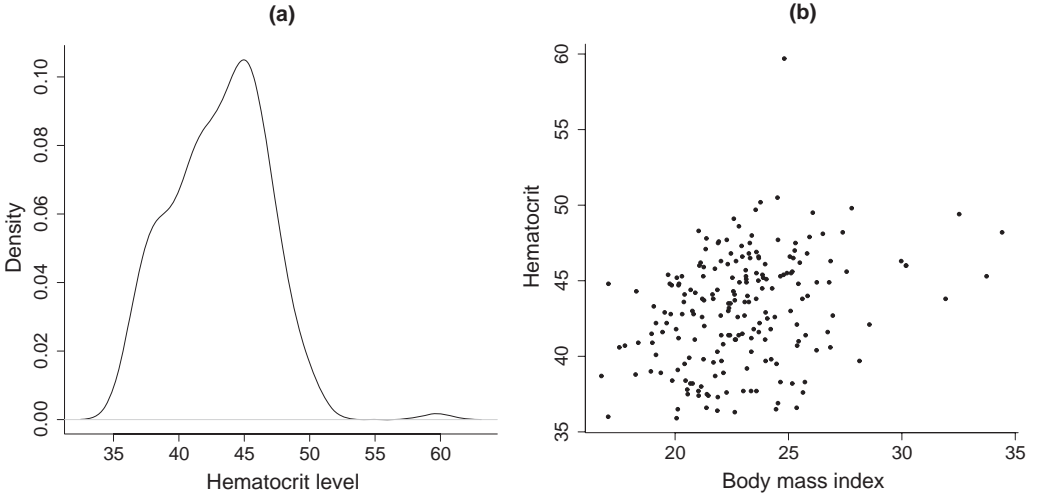 (a)
Density
0.00 0.02 0.04 0.06 0.08 0.10
35 40 45 50 55 60
Hematocrit level
(b)
Hematocrit
35 40 45 50 55 60
20 25 30 35
Body mass index